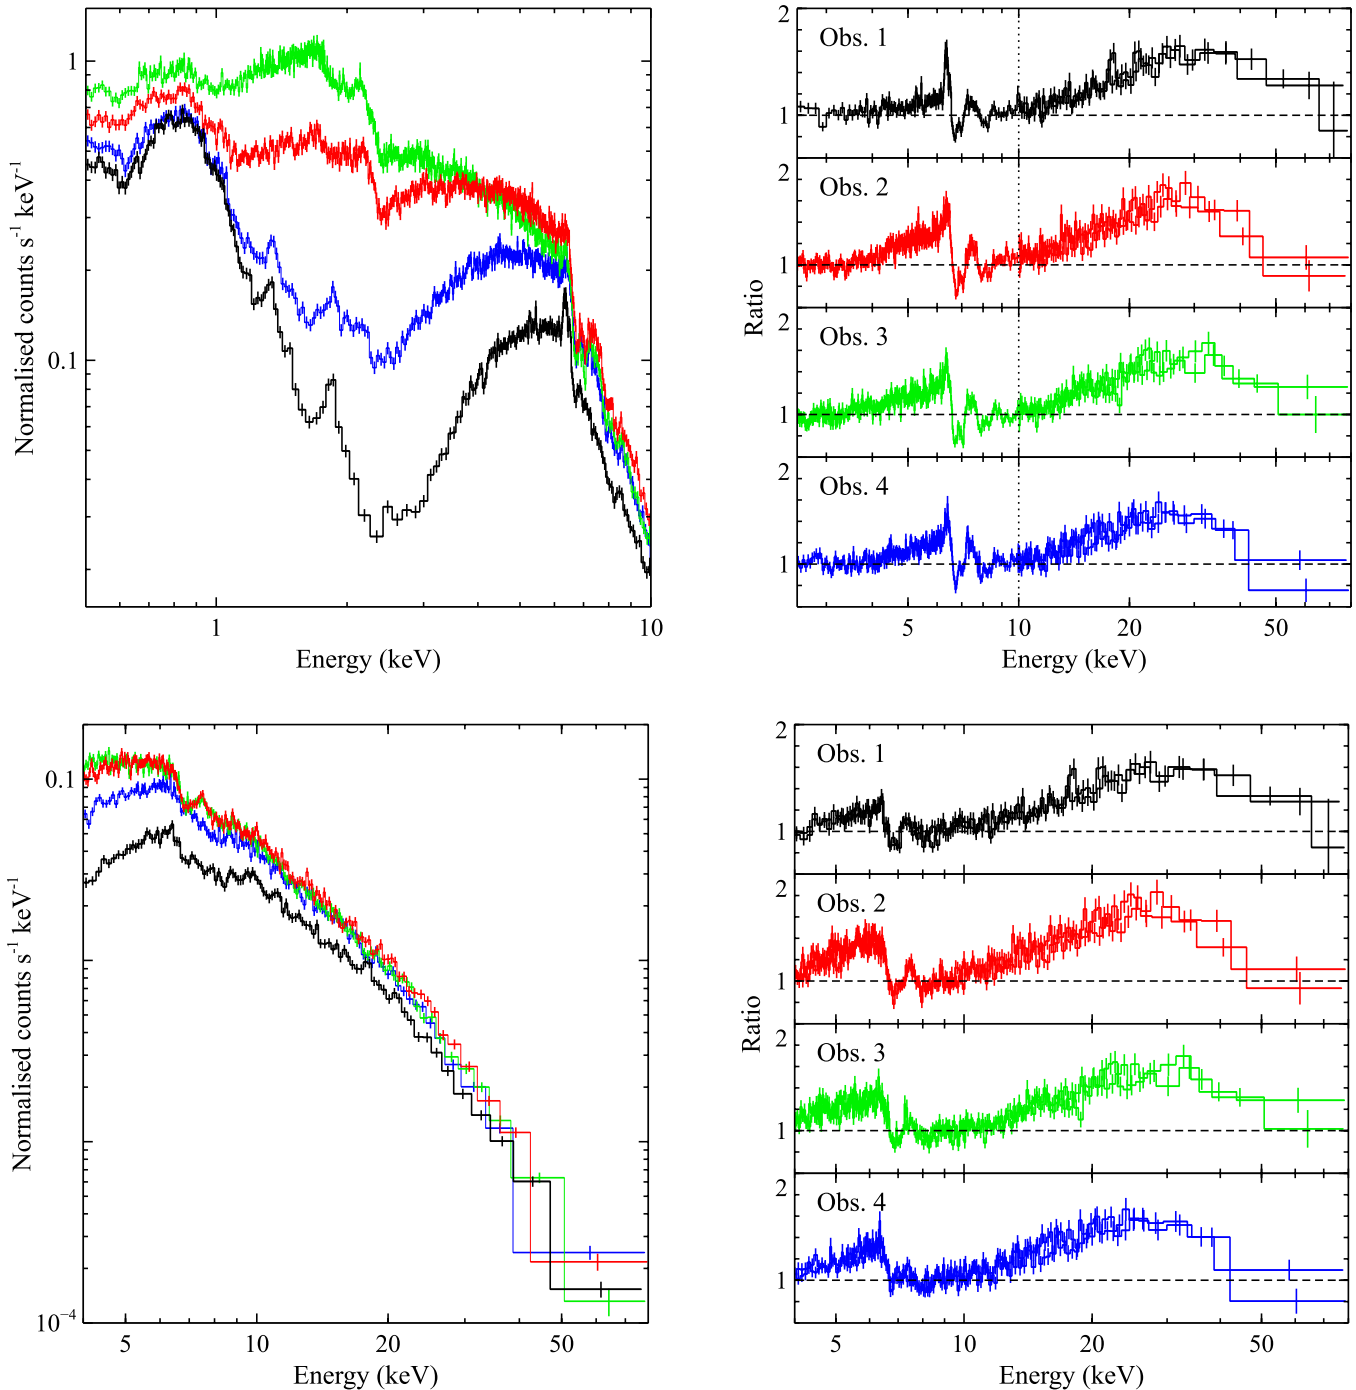 1
0.1
Normalised counts s⁻¹ keV⁻¹
1
10
Energy (keV)
2
Obs. 1
1
2
Obs. 2
1
2
Obs. 3
1
2
Obs. 4
1
Ratio
5
10
20
50
Energy (keV)
0.1
10⁻⁴
Normalised counts s⁻¹ keV⁻¹
5
10
20
50
Energy (keV)
2
Obs. 1
1
2
Obs. 2
1
2
Obs. 3
1
2
Obs. 4
1
Ratio
5
10
20
50
Energy (keV)